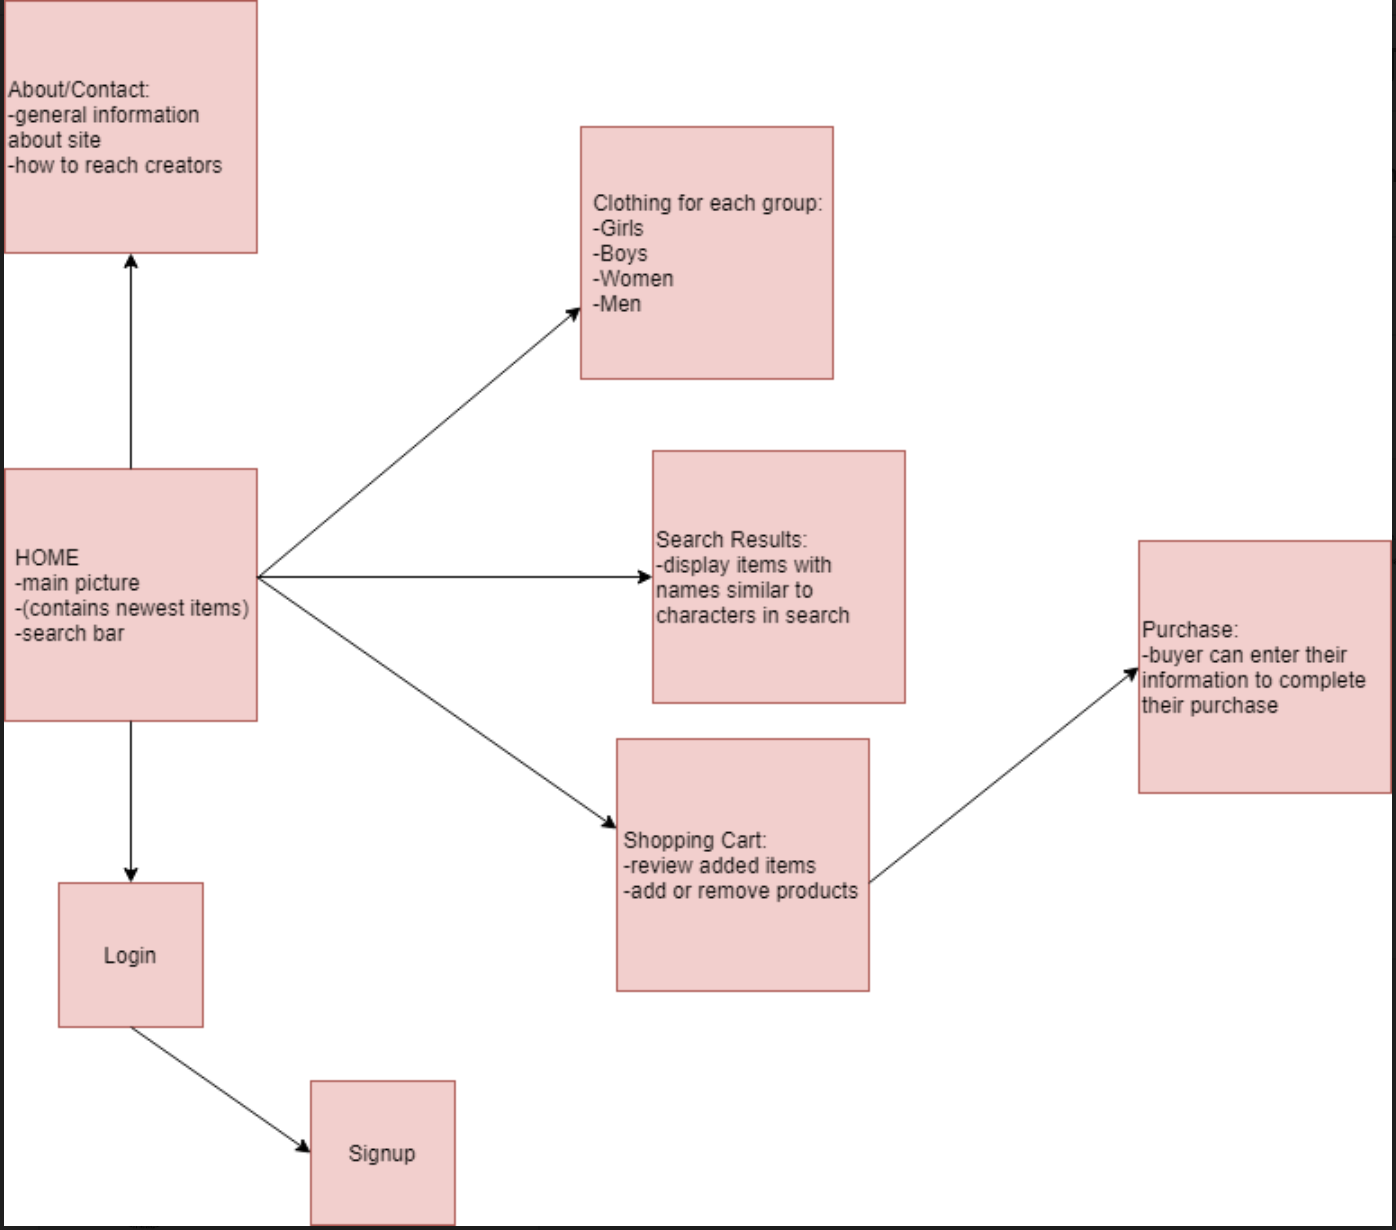 About/Contact:
-general information
about site
-how to reach creators
Clothing for each group:
-Girls
-Boys
-Women
-Men
HOME
-main picture
-(contains newest items)
-search bar
Search Results:
-display items with
names similar to
characters in search
Purchase:
-buyer can enter their
information to complete
their purchase
Shopping Cart:
-review added items
-add or remove products
Login
Signup